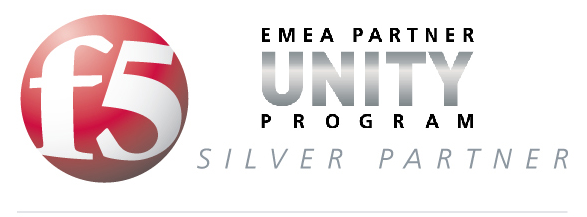 f5
EMEA PARTNER
UNITY
PROGRAM
SILVER PARTNER